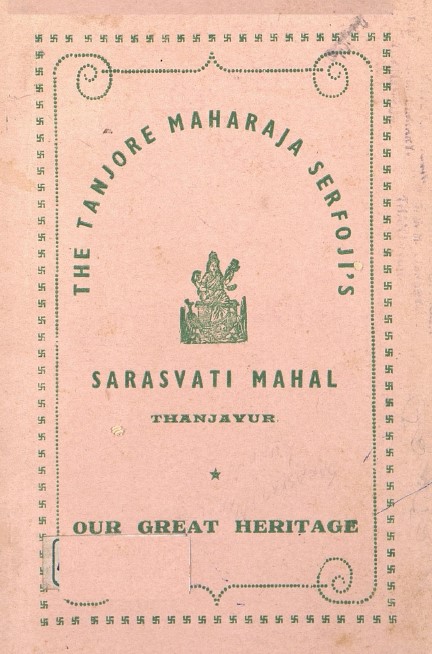 THE TANJORE MAHARAJA SERFOJI'S
SARASVATI MAHAL
THANJAVUR
OUR GREAT HERITAGE